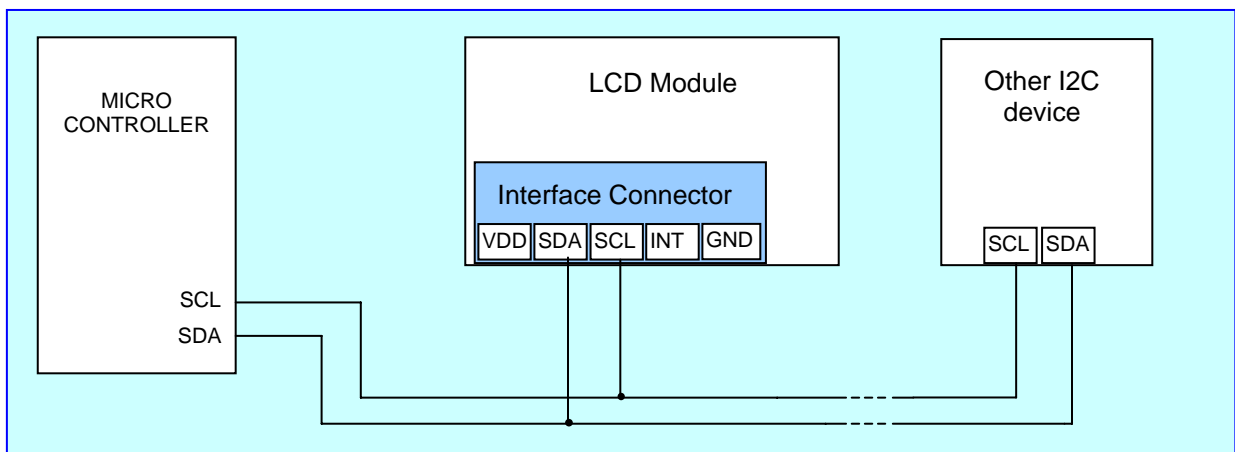 MICRO
CONTROLLER
SCL
SDA
LCD Module
Interface Connector
VDD SDA SCL INT GND
Other I2C
device
SCL SDA